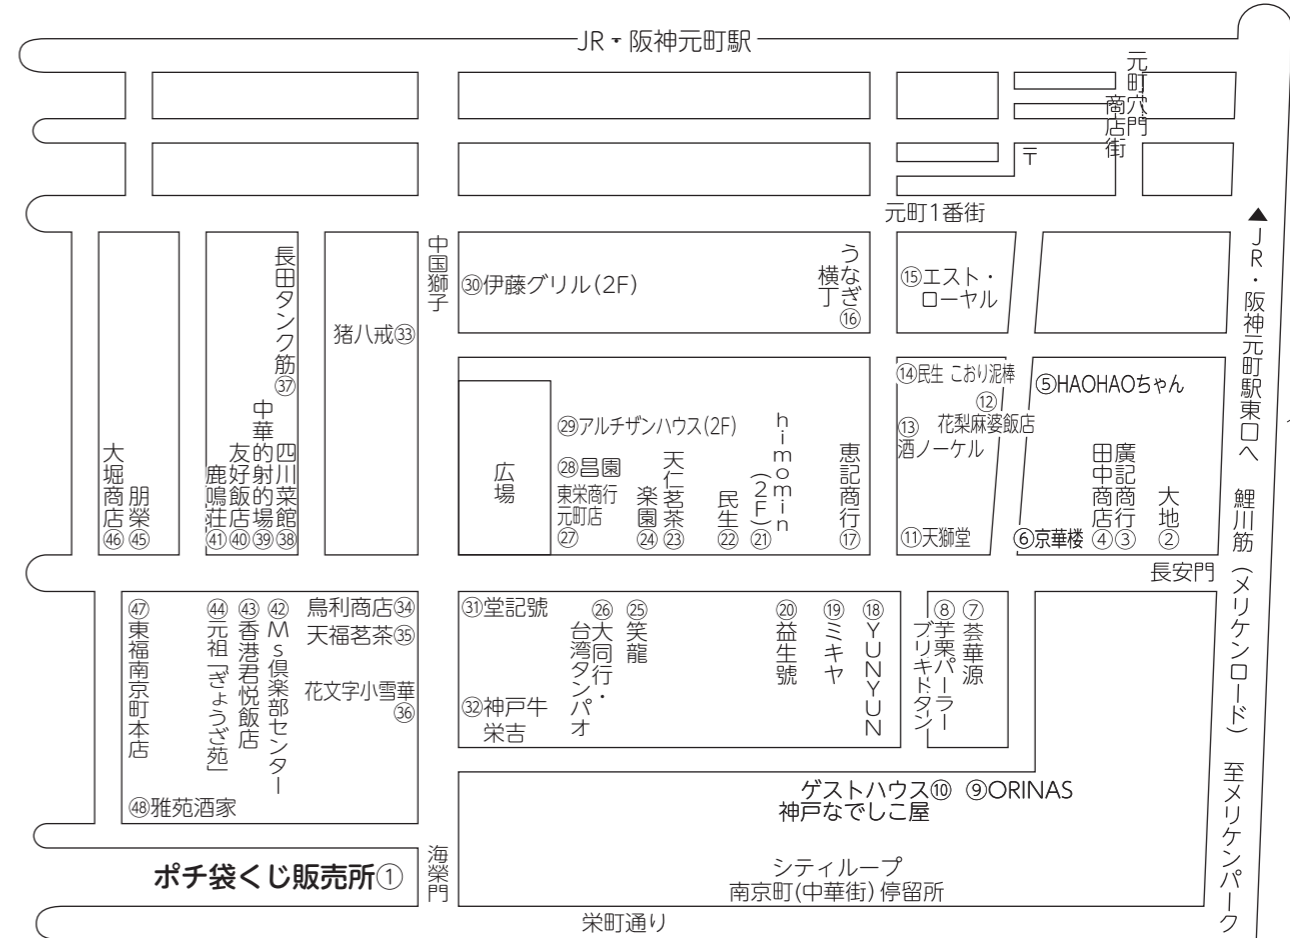 JR・阪神元町駅
元町穴門
商店街
〒
元町1番街
▲JR・阪神元町駅東口へ 鯉川筋(メリケンロード) 至メリケンパーク
中国獅子
長田タンク筋㊲
猪八戒㉝
㉚伊藤グリル(2F)
うなぎ
横丁⑯
⑮エスト・
ローヤル
⑭民生 こおり泥棒
⑫
花梨麻婆飯店
⑬
酒ノーケル
⑪天獅堂
⑤HAOHAOちゃん
⑥京華楼
田中商店④
廣記商行③
大地②
長安門
広場
㉙アルチザンハウス(2F)
㉘昌園
東栄商行
元町店
㉗
楽園㉔
天仁茗茶㉓
民生㉒
himomin
(2F)㉑
恵記商行⑰
大堀商店㊻
朋榮㊺
鹿鳴荘㊶
友好飯店㊵
中華的射的場㊴
四川菜館㊳
㊼東福南京町本店
㊹元祖「ぎょうざ苑」
㊸香港君悦飯店
㊷Ms倶楽部センター
鳥利商店㉞
天福茗茶㉟
花文字小雪華
㊱
㊽雅苑酒家
㉛堂記號
㉜神戸牛
栄吉
㉖大同行・
台湾タンパオ
㉕笑龍
⑳益生號
⑲ミキヤ
⑱YUNYUN
⑧芋栗パーラー
ブリキドタン
⑦芸華源
ゲストハウス⑩
神戸なでしこ屋
⑨ORINAS
シティループ
南京町(中華街)停留所
海榮門
ポチ袋くじ販売所①
栄町通り